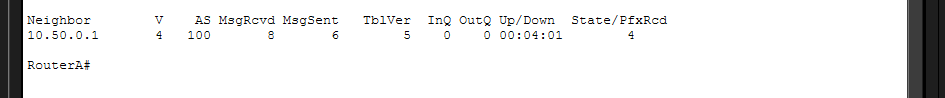 Neighbor V AS MsgRcvd MsgSent TblVer InQ OutQ Up/Down State/PfxRcd
10.50.0.1 4 100 8 6 5 0 0 00:04:01 4
RouterA#